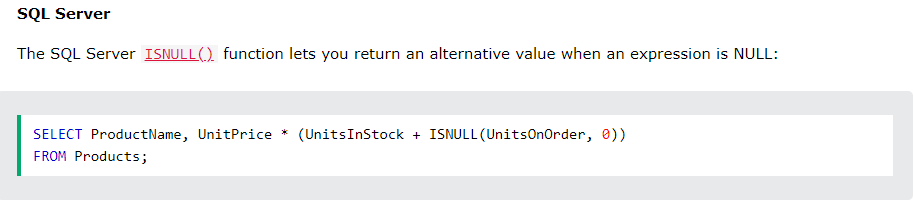 SQL Server
The SQL Server ISNULL() function lets you return an alternative value when an expression is NULL:
SELECT ProductName, UnitPrice * (UnitsInStock + ISNULL(UnitsOnOrder, 0))
FROM Products;